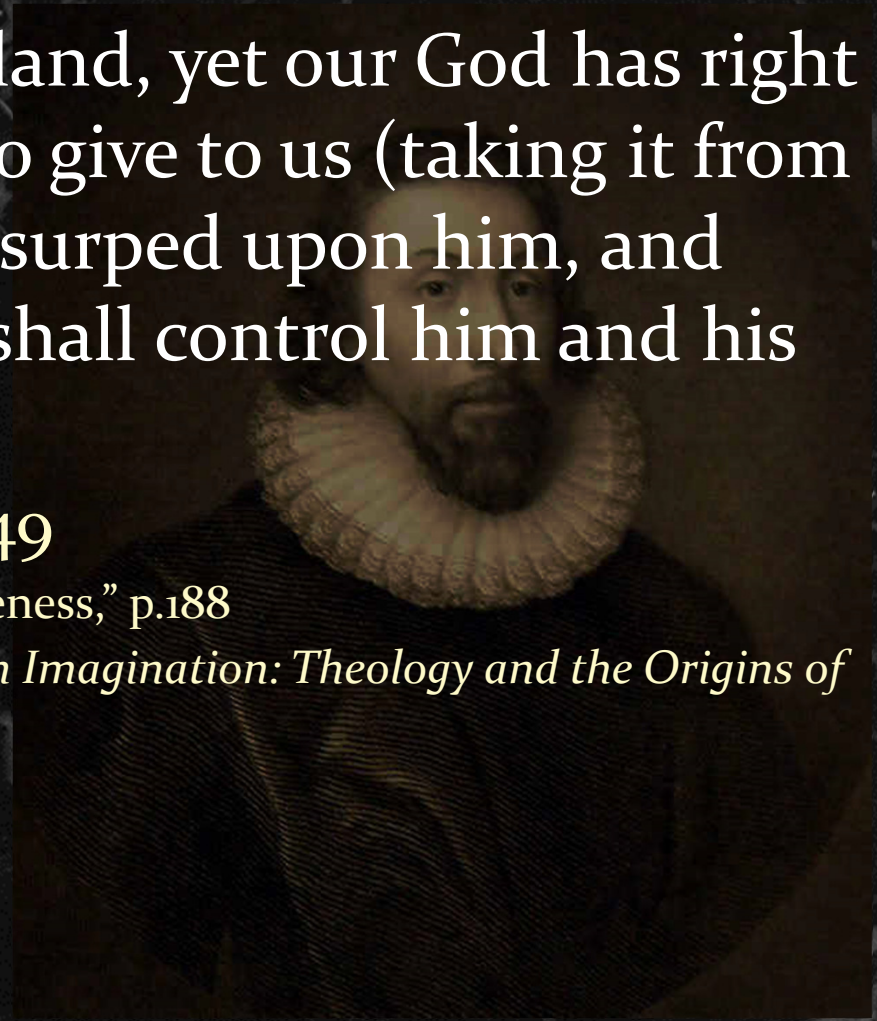 land, yet our God has right
o give to us (taking it from
surped upon him, and
shall control him and his
49
eness,” p.188
n Imagination: Theology and the Origins of